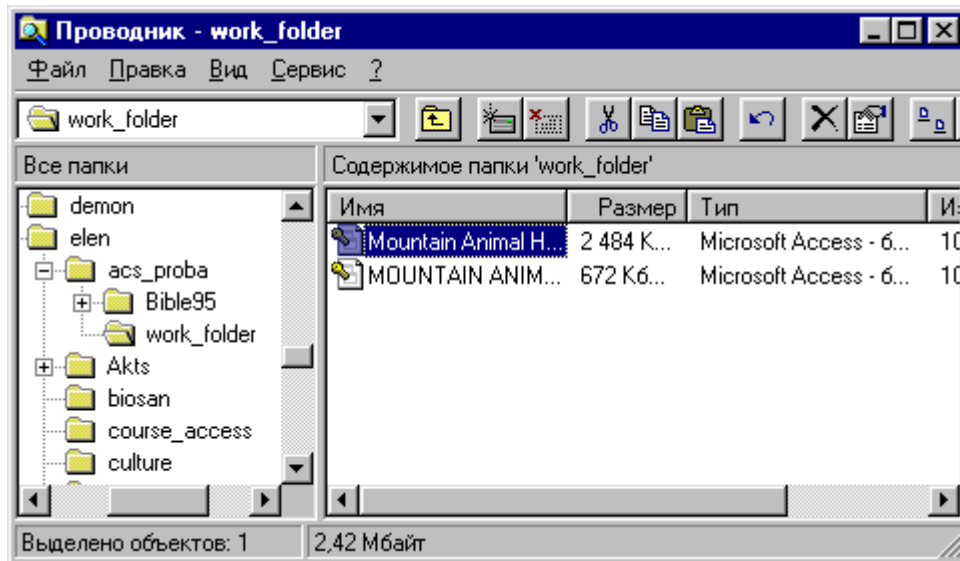 Проводник - work_folder
Файл Правка Вид Сервис ?
work_folder
Все папки
Содержимое папки 'work_folder'
demon
elen
acs_proba
Bible95
work_folder
Akts
biosan
course_access
culture
Имя Размер Тип
Mountain Animal H... 2 484 К... Microsoft Access - б...
MOUNTAIN ANIM... 672 Кб... Microsoft Access - б...
Выделено объектов: 1 2,42 Мбайт